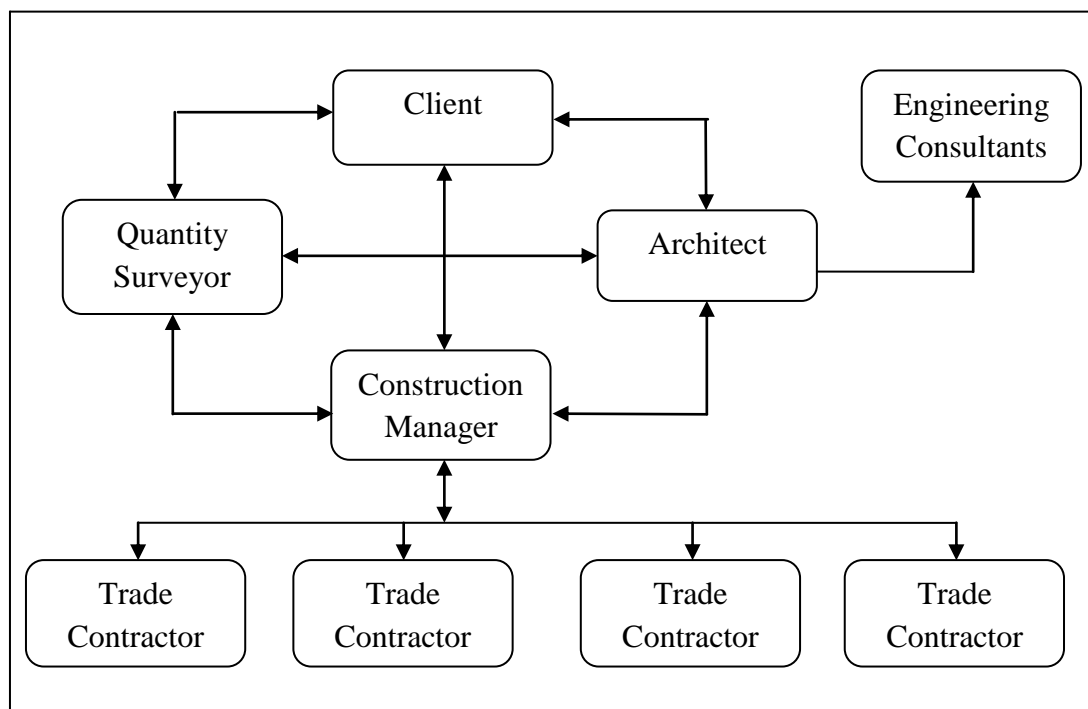 Client
Engineering
Consultants
Quantity
Surveyor
Architect
Construction
Manager
Trade
Contractor
Trade
Contractor
Trade
Contractor
Trade
Contractor